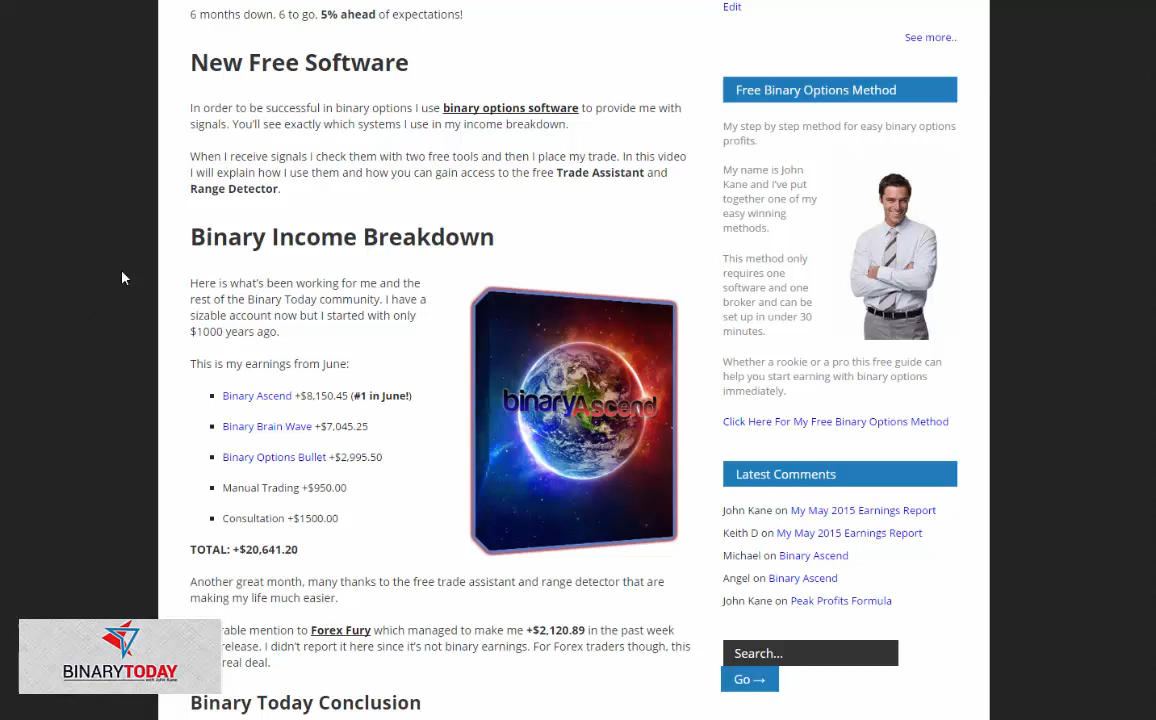 6 months down. 6 to go. 5% ahead of expectations!
New Free Software
In order to be successful in binary options I use binary options software to provide me with
signals. You'll see exactly which systems I use in my income breakdown.
When I receive signals I check them with two free tools and then I place my trade. In this video
I will explain how I use them and how you can gain access to the free Trade Assistant and
Range Detector.
Binary Income Breakdown
Here is what's been working for me and the
rest of the Binary Today community. I have a
sizable account now but I started with only
$1000 years ago.
This is my earnings from June:
Binary Ascend +$8,150.45 (#1 in June!)
Binary Brain Wave +$7,045.25
Binary Options Bullet +$2,995.50
Manual Trading +$950.00
Consultation +$1500.00
TOTAL: +$20,641.20
binaryAscend
Another great month, many thanks to the free trade assistant and range detector that are
making my life much easier.
rable mention to Forex Fury which managed to make me +$2,120.89 in the past week
release. I didn't report it here since it's not binary earnings. For Forex traders though, this
real deal.
Binary Today Conclusion
Edit
See more..
Free Binary Options Method
My step by step method for easy binary options
profits.
My name is John
Kane and I've put
together one of my
easy winning
methods.
This method only
requires one
software and one
broker and can be
set up in under 30
minutes.
Whether a rookie or a pro this free guide can
help you start earning with binary options
immediately.
Click Here For My Free Binary Options Method
Latest Comments
John Kane on My May 2015 Earnings Report
Keith D on My May 2015 Earnings Report
Michael on Binary Ascend
Angel on Binary Ascend
John Kane on Peak Profits Formula
Search...
Go →
BINARYTODAY
with John Kane